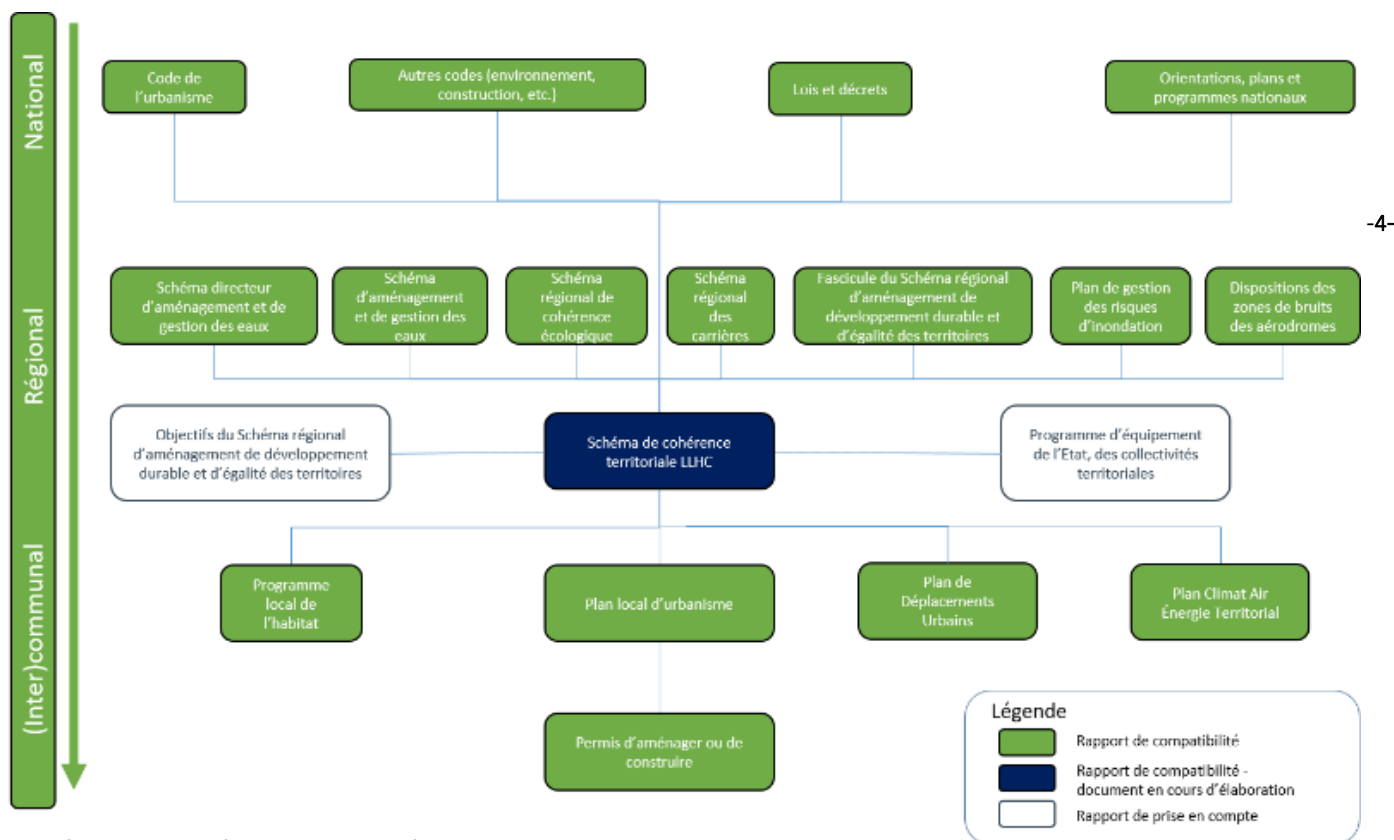 National
Code de
l'urbanisme
Autres codes (environnement,
construction, etc.)
Lois et décrets
Orientations, plans et
programmes nationaux
-4-
Régional
Schéma directeur
d'aménagement et de
gestion des eaux
Schéma
d'aménagement
et de gestion des
eaux
Schéma
régional de
cohérence
écologique
Schéma
régional
des
carrières
Fascicule du Schéma régional
d'aménagement de
développement durable et
d'égalité des territoires
Plan de gestion
des risques
d'inondation
Dispositions des
zones de bruits
des aérodromes
Objectifs du Schéma régional
d'aménagement de développement
durable et d'égalité des territoires
Schéma de cohérence
territoriale LLHC
Programme d'équipement
de l'Etat, des collectivités
territoriales
(Inter)communal
Programme
local de
l'habitat
Plan local d'urbanisme
Plan de
Déplacements
Urbains
Plan Climat Air
Énergie Territorial
Permis d'aménager ou de
construire
Légende
Rapport de compatibilité
Rapport de compatibilité -
document en cours d'élaboration
Rapport de prise en compte